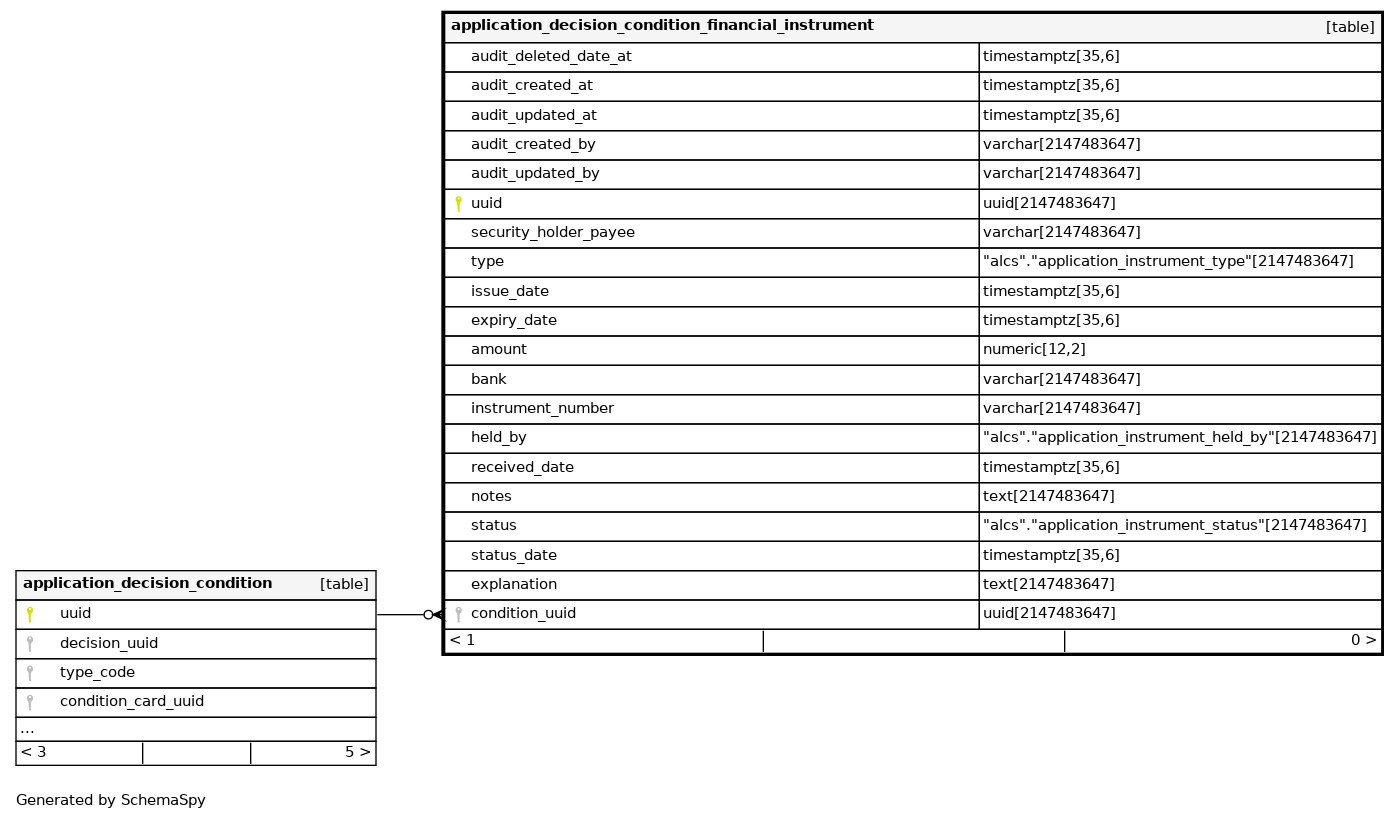 application_decision_condition_financial_instrument [table]
audit_deleted_date_at timestamptz[35,6]
audit_created_at timestamptz[35,6]
audit_updated_at timestamptz[35,6]
audit_created_by varchar[2147483647]
audit_updated_by varchar[2147483647]
uuid uuid[2147483647]
security_holder_payee varchar[2147483647]
type "alcs"."application_instrument_type"[2147483647]
issue_date timestamptz[35,6]
expiry_date timestamptz[35,6]
amount numeric[12,2]
bank varchar[2147483647]
instrument_number varchar[2147483647]
held_by "alcs"."application_instrument_held_by"[2147483647]
received_date timestamptz[35,6]
notes text[2147483647]
status "alcs"."application_instrument_status"[2147483647]
status_date timestamptz[35,6]
explanation text[2147483647]
condition_uuid uuid[2147483647]
< 1 0 >
application_decision_condition [table]
uuid
decision_uuid
type_code
condition_card_uuid
...
< 3 5 >
Generated by SchemaSpy